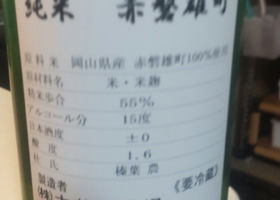 純米 赤磐雄町
原料米 岡山県産 赤磐雄町100%使用
原材料名 米・米麹
精米歩合 55%
アルコール分 15度
日本酒度 ±0
酸度 1.6
杜氏 榛葉 農
製造者 《要冷蔵》
(株)